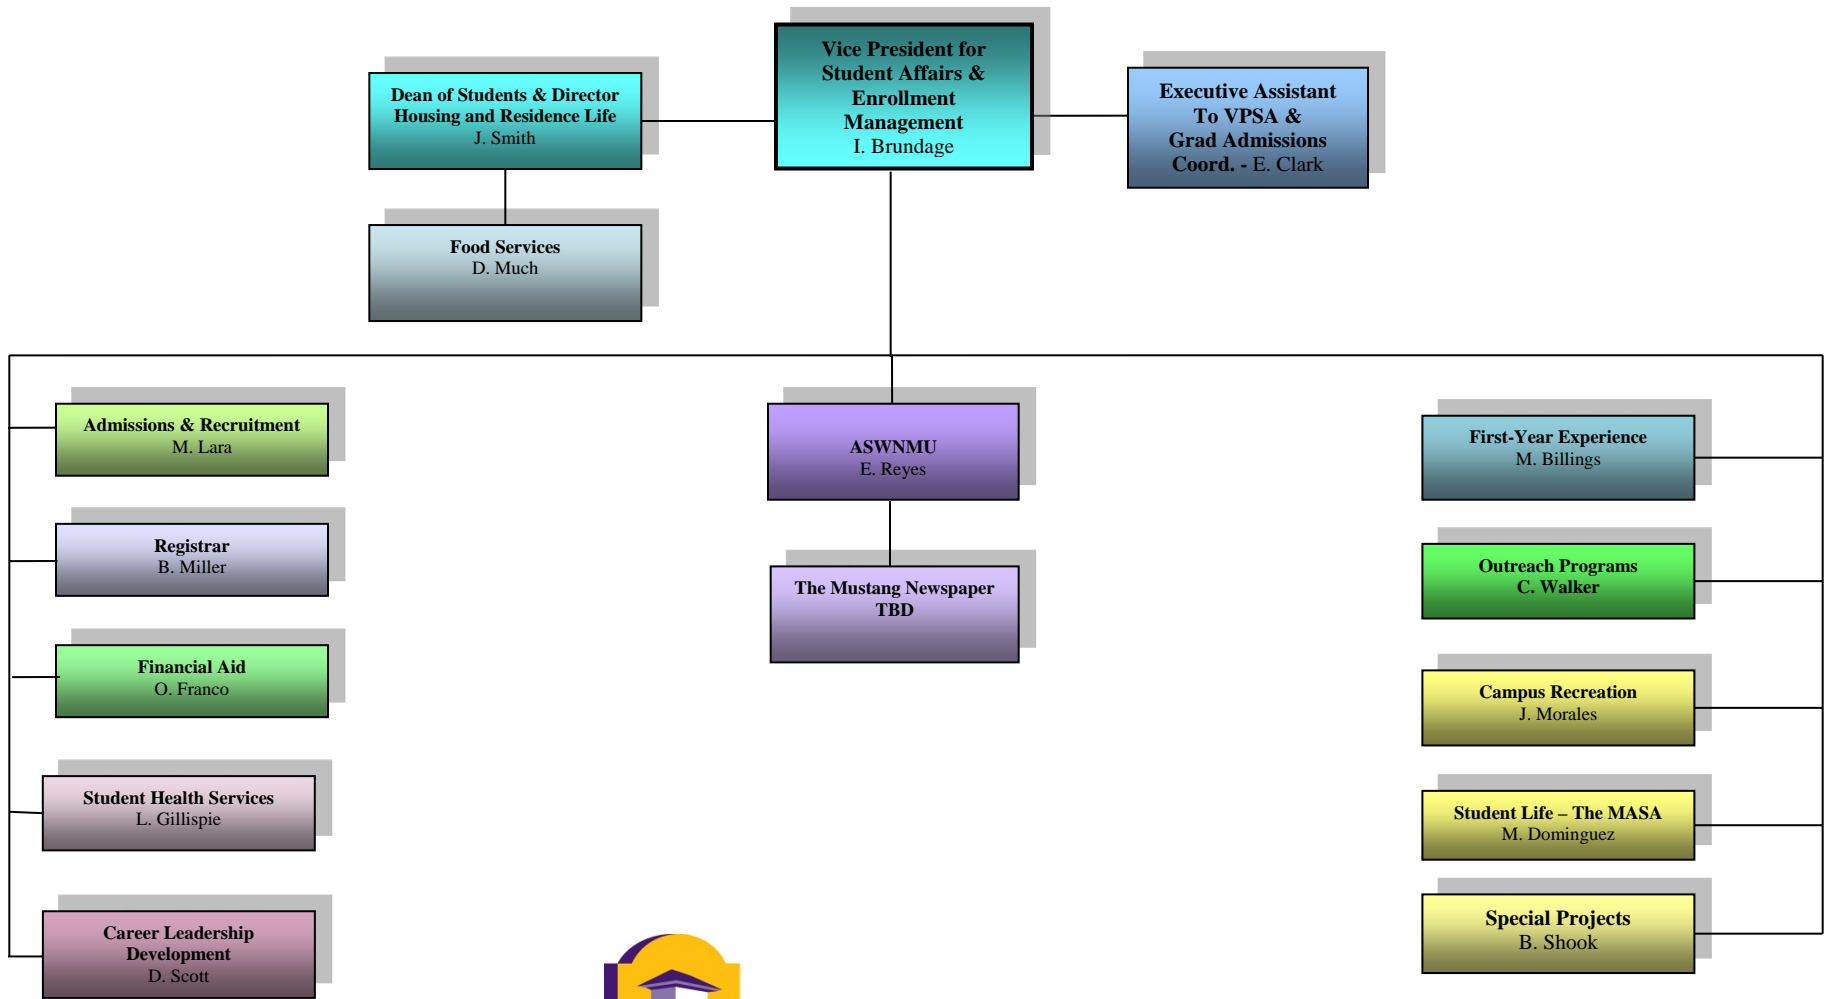 Vice President for
Student Affairs &
Enrollment
Management
I. Brundage
Dean of Students & Director
Housing and Residence Life
J. Smith
Executive Assistant
To VPSA &
Grad Admissions
Coord. - E. Clark
Food Services
D. Much
Admissions & Recruitment
M. Lara
Registrar
B. Miller
Financial Aid
O. Franco
Student Health Services
L. Gillispie
Career Leadership
Development
D. Scott
ASWNMU
E. Reyes
The Mustang Newspaper
TBD
First-Year Experience
M. Billings
Outreach Programs
C. Walker
Campus Recreation
J. Morales
Student Life – The MASA
M. Dominguez
Special Projects
B. Shook